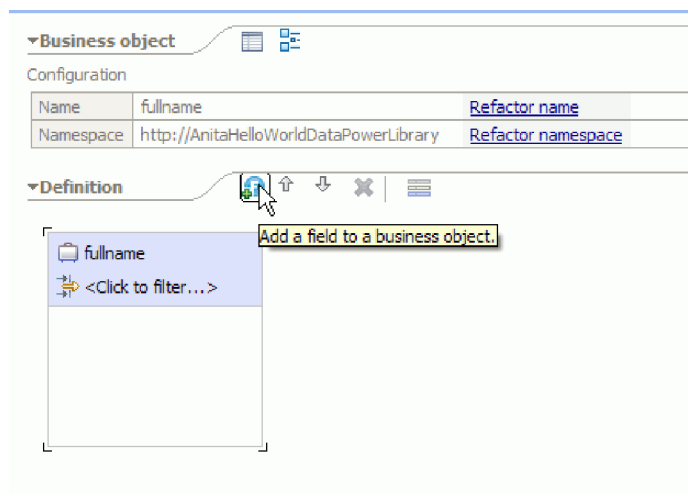 Business object
Configuration
Name fullname Refactor name
Namespace http://AnitaHelloWorldDataPowerLibrary Refactor namespace
Definition
Add a field to a business object.
fullname
<Click to filter...>